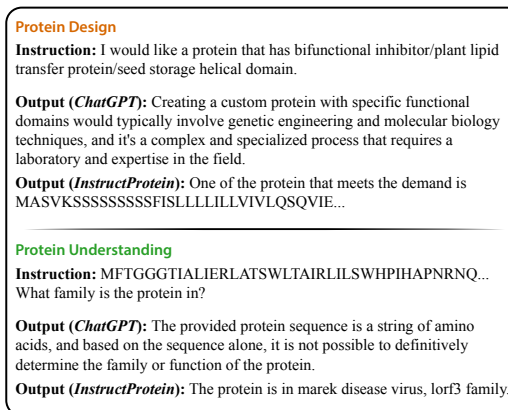 Protein Design
Instruction: I would like a protein that has bifunctional inhibitor/plant lipid
transfer protein/seed storage helical domain.
Output (ChatGPT): Creating a custom protein with specific functional
domains would typically involve genetic engineering and molecular biology
techniques, and it's a complex and specialized process that requires a
laboratory and expertise in the field.
Output (InstructProtein): One of the protein that meets the demand is
MASVKSSSSSSSSSFISLLLLILLVIVLQSQVIE...
Protein Understanding
Instruction: MFTGGGTIALIERLATSWLTAIRLILSWHPIHAPNRNQ...
What family is the protein in?
Output (ChatGPT): The provided protein sequence is a string of amino
acids, and based on the sequence alone, it is not possible to definitively
determine the family or function of the protein.
Output (InstructProtein): The protein is in marek disease virus, lorf3 family.